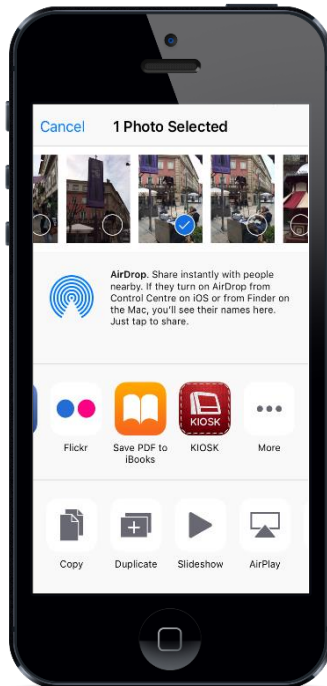 Cancel 1 Photo Selected
AirDrop. Share instantly with people
nearby. If they turn on AirDrop from
Control Centre on iOS or from Finder on
the Mac, you'll see their names here.
Just tap to share.
KIOSK
Flickr Save PDF to KIOSK More
iBooks
Copy Duplicate Slideshow AirPlay